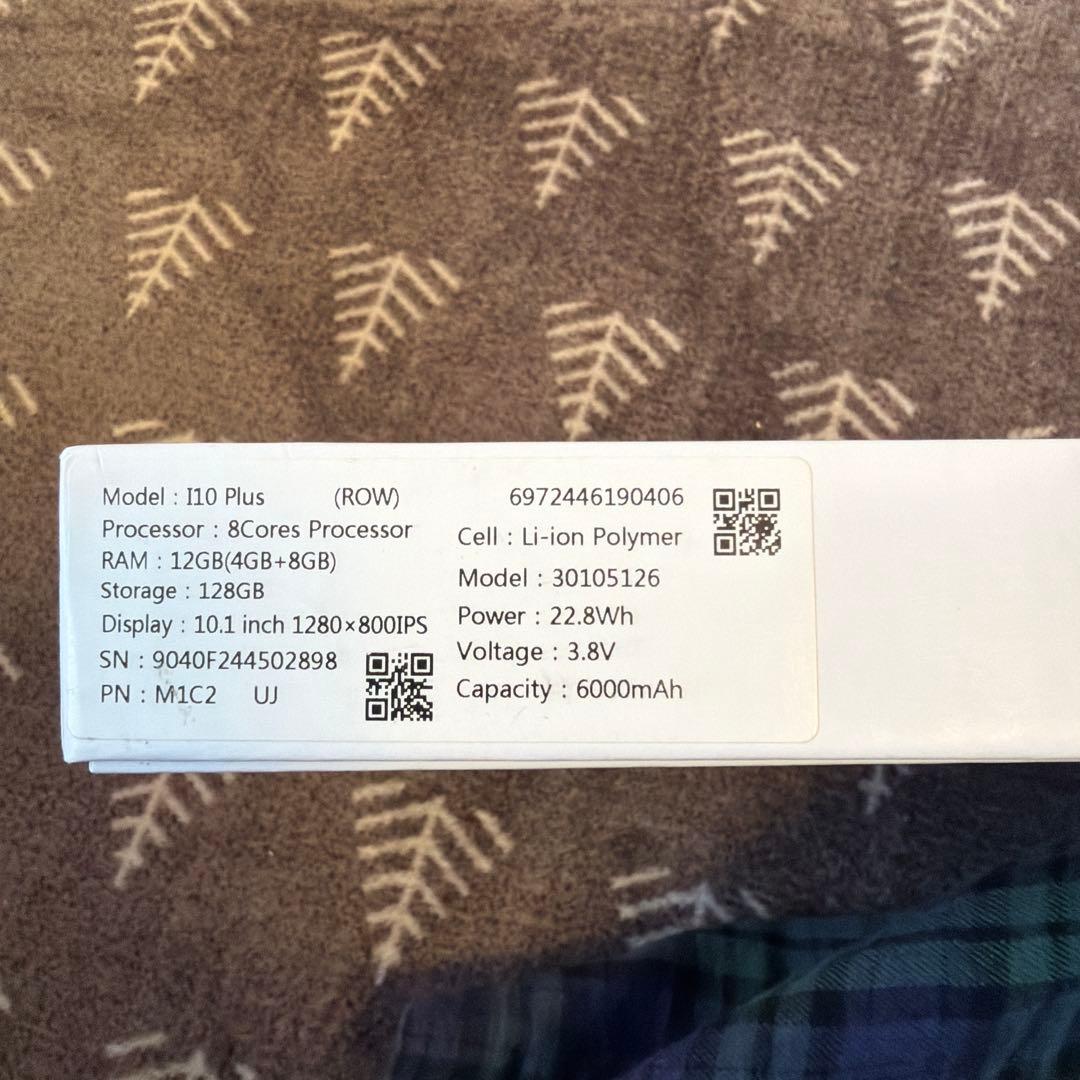 Model : I10 Plus (ROW)
Processor : 8Cores Processor
RAM : 12GB(4GB+8GB)
Storage : 128GB
Display : 10.1 inch 1280×800IPS
SN : 9040F244502898
PN : M1C2 UJ
6972446190406
Cell : Li-ion Polymer
Model : 30105126
Power : 22.8Wh
Voltage : 3.8V
Capacity : 6000mAh